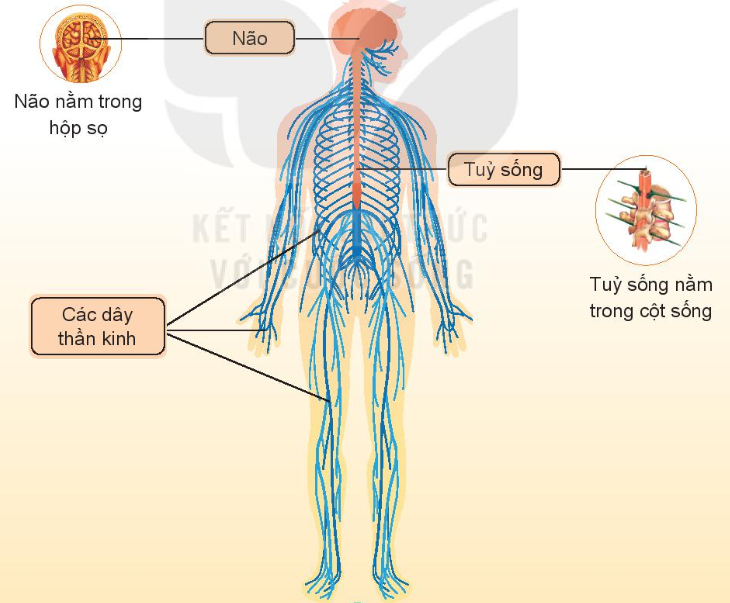 Não
Não nằm trong
hộp sọ
Tuỷ sống
Tuỷ sống nằm
trong cột sống
Các dây
thần kinh